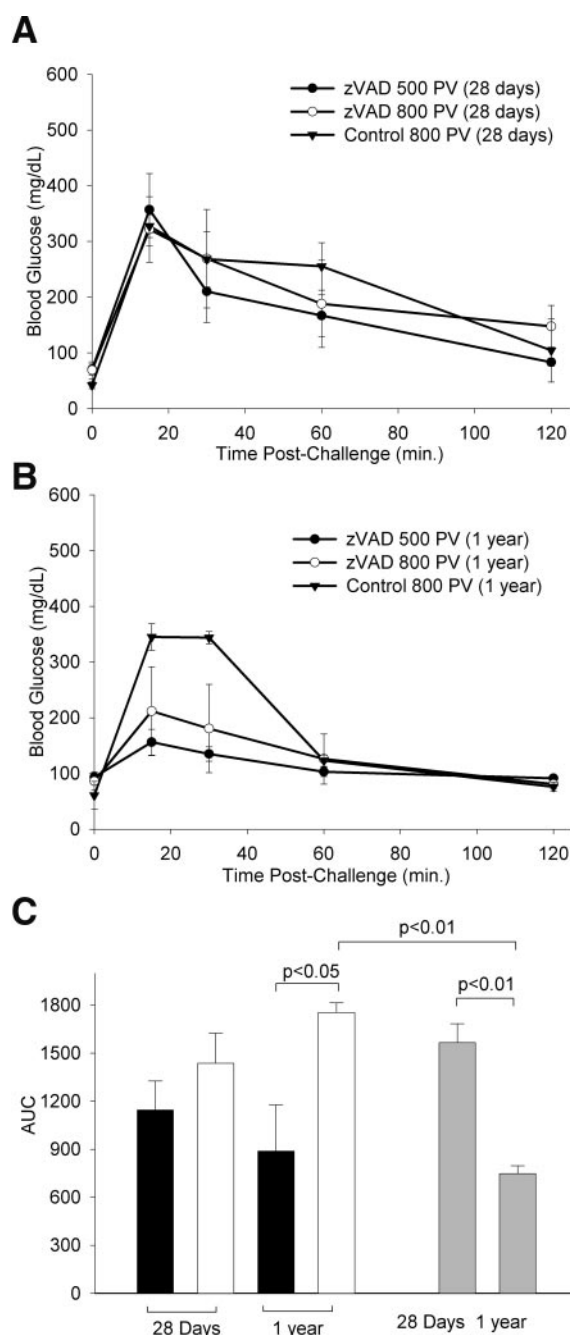 A
600
500
400
300
200
100
0
Blood Glucose (mg/dL)
zVAD 500 PV (28 days)
zVAD 800 PV (28 days)
Control 800 PV (28 days)
0 20 40 60 80 100 120
Time Post-Challenge (min.)
B
600
500
400
300
200
100
0
Blood Glucose (mg/dL)
zVAD 500 PV (1 year)
zVAD 800 PV (1 year)
Control 800 PV (1 year)
0 20 40 60 80 100 120
Time Post-Challenge (min.)
C
p<0.01
p<0.05
p<0.01
1800
1500
1200
900
600
300
0
AUC
28 Days 1 year 28 Days 1 year